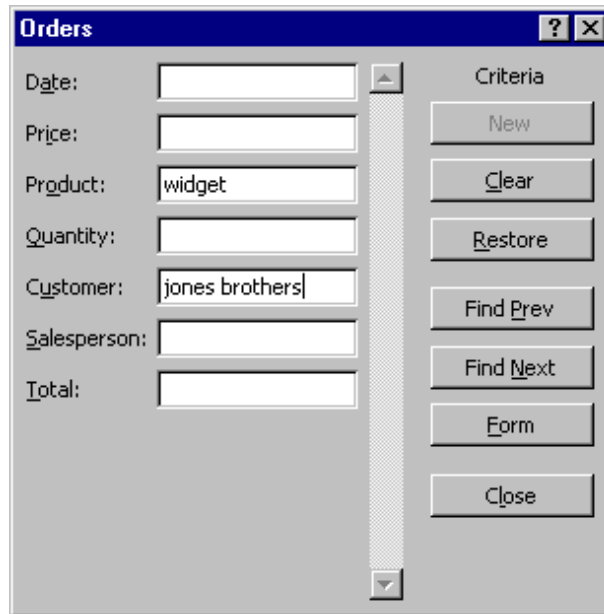 Orders
Date:
Price:
Product: widget
Quantity:
Customer: jones brothers
Salesperson:
Total:
Criteria
New
Clear
Restore
Find Prev
Find Next
Form
Close